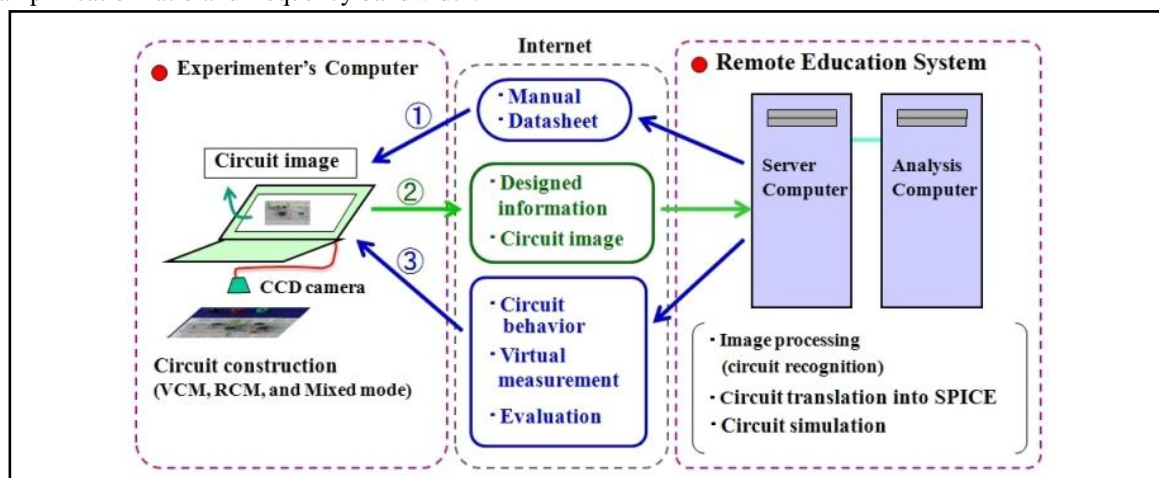 Internet
Experimenter's Computer
Circuit image
CCD camera
Circuit construction
(VCM, RCM, and Mixed mode)
①
②
③
· Manual
· Datasheet
· Designed
information
· Circuit image
· Circuit
behavior
· Virtual
measurement
· Evaluation
Remote Education System
Server
Computer
Analysis
Computer
· Image processing
(circuit recognition)
· Circuit translation into SPICE
· Circuit simulation